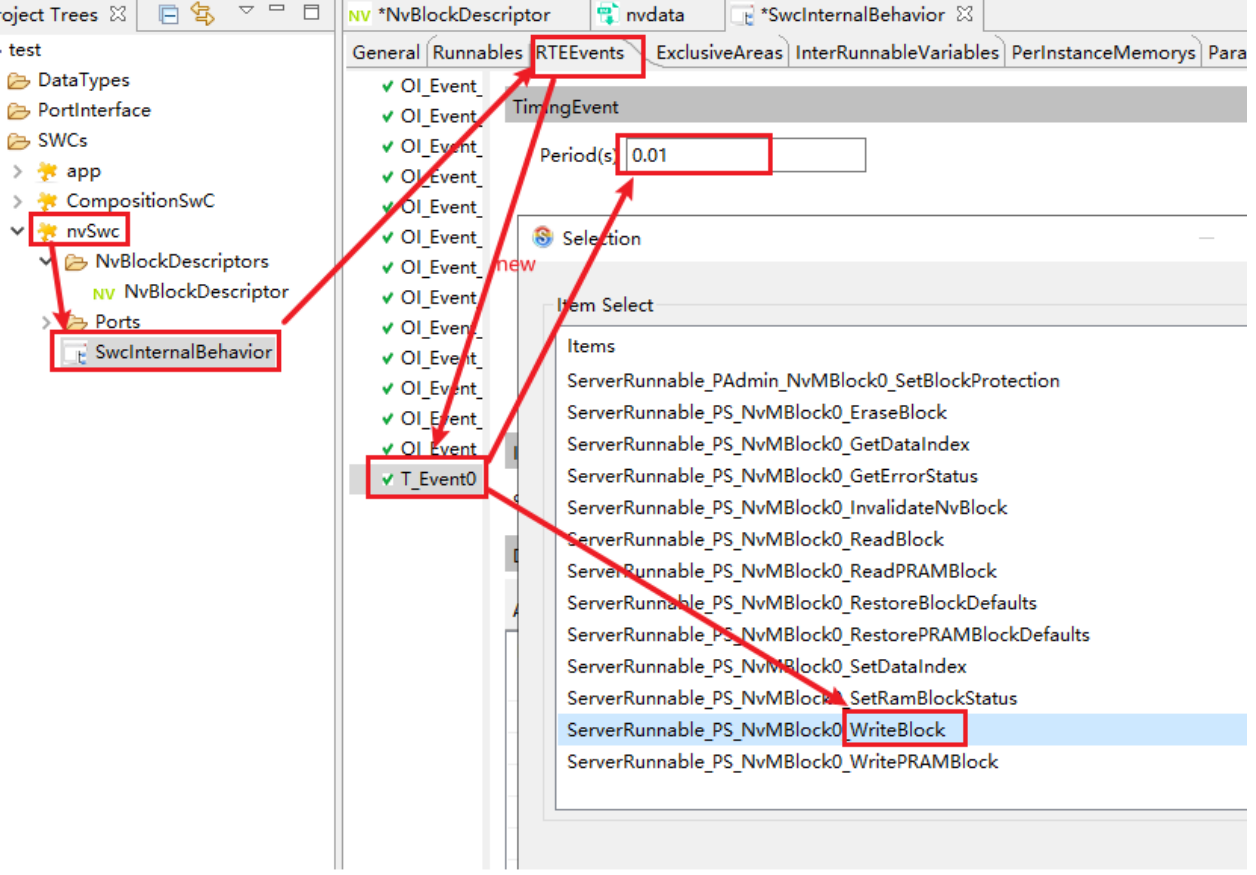 oject Trees
test
DataTypes
PortInterface
SWCs
app
CompositionSwC
nvSwc
NvBlockDescriptors
NV NvBlockDescriptor
Ports
SwcInternalBehavior
NV *NvBlockDescriptor
nvdata
*SwcInternalBehavior
General
Runnables
RTEEvents
ExclusiveAreas
InterRunnableVariables
PerInstanceMemorys
Para
OI_Event_
OI_Event_
OI_Event_
OI_Event_
OI_Event_
OI_Event_
OI_Event_
OI_Event_
OI_Event_
OI_Event_
OI_Event_
OI_Event_
OI_Event
T_Event0
new
TimingEvent
Period(s) 0.01
Selection
Item Select
Items
ServerRunnable_PAdmin_NvMBlock0_SetBlockProtection
ServerRunnable_PS_NvMBlock0_EraseBlock
ServerRunnable_PS_NvMBlock0_GetDataIndex
ServerRunnable_PS_NvMBlock0_GetErrorStatus
ServerRunnable_PS_NvMBlock0_InvalidateNvBlock
ServerRunnable_PS_NvMBlock0_ReadBlock
ServerRunnable_PS_NvMBlock0_ReadPRAMBlock
ServerRunnable_PS_NvMBlock0_RestoreBlockDefaults
ServerRunnable_PS_NvMBlock0_RestorePRAMBlockDefaults
ServerRunnable_PS_NvMBlock0_SetDataIndex
ServerRunnable_PS_NvMBlock0_SetRamBlockStatus
ServerRunnable_PS_NvMBlock0_WriteBlock
ServerRunnable_PS_NvMBlock0_WritePRAMBlock